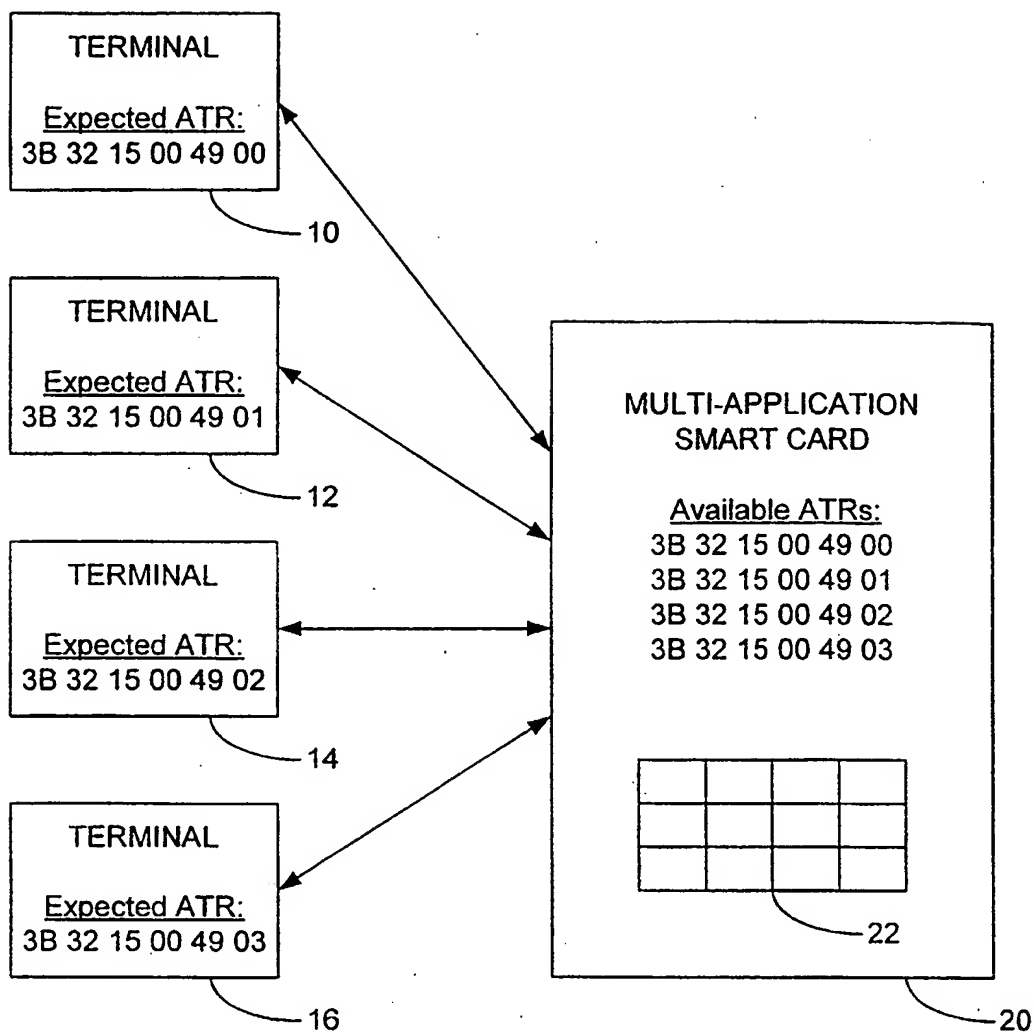 TERMINAL
Expected ATR:
3B 32 15 00 49 00
10
TERMINAL
Expected ATR:
3B 32 15 00 49 01
12
TERMINAL
Expected ATR:
3B 32 15 00 49 02
14
TERMINAL
Expected ATR:
3B 32 15 00 49 03
16
MULTI-APPLICATION
SMART CARD
Available ATRs:
3B 32 15 00 49 00
3B 32 15 00 49 01
3B 32 15 00 49 02
3B 32 15 00 49 03
22
20